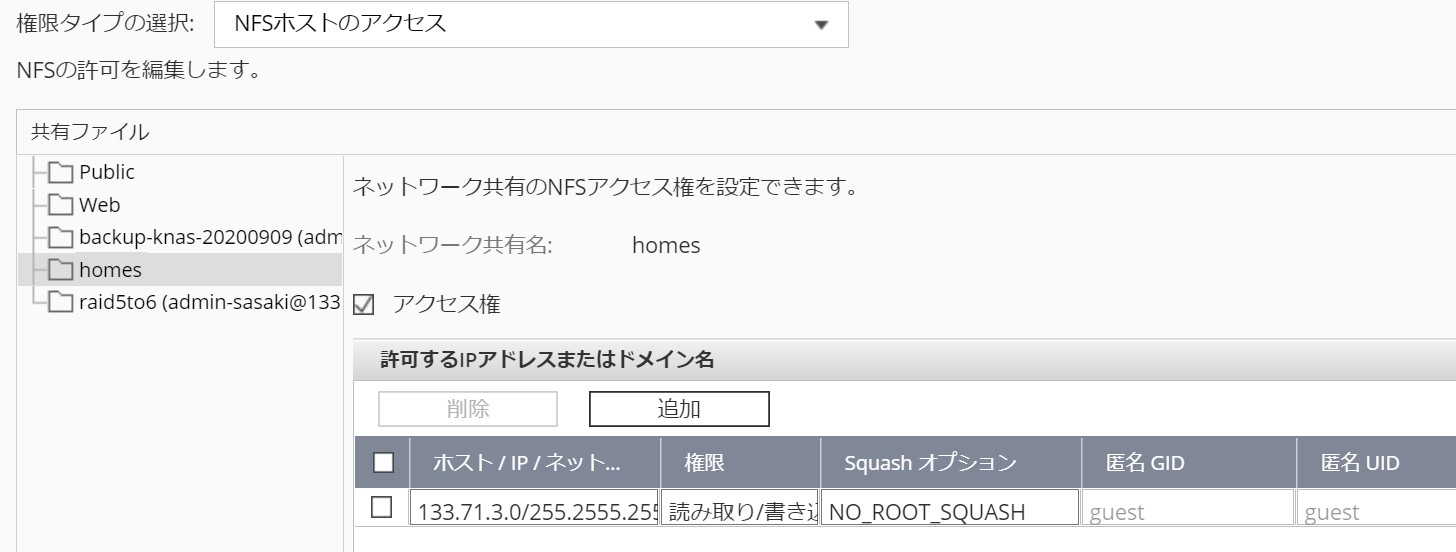 権限タイプの選択: NFSホストのアクセス
NFSの許可を編集します。
共有ファイル
Public
Web
backup-knas-20200909 (adm
homes
raid5to6 (admin-sasaki@133
ネットワーク共有のNFSアクセス権を設定できます。
ネットワーク共有名: homes
アクセス権
許可するIPアドレスまたはドメイン名
削除 追加
ホスト / IP / ネット... 権限 Squash オプション 匿名 GID 匿名 UID
133.71.3.0/255.2555.255 読み取り/書き込 NO_ROOT_SQUASH guest guest